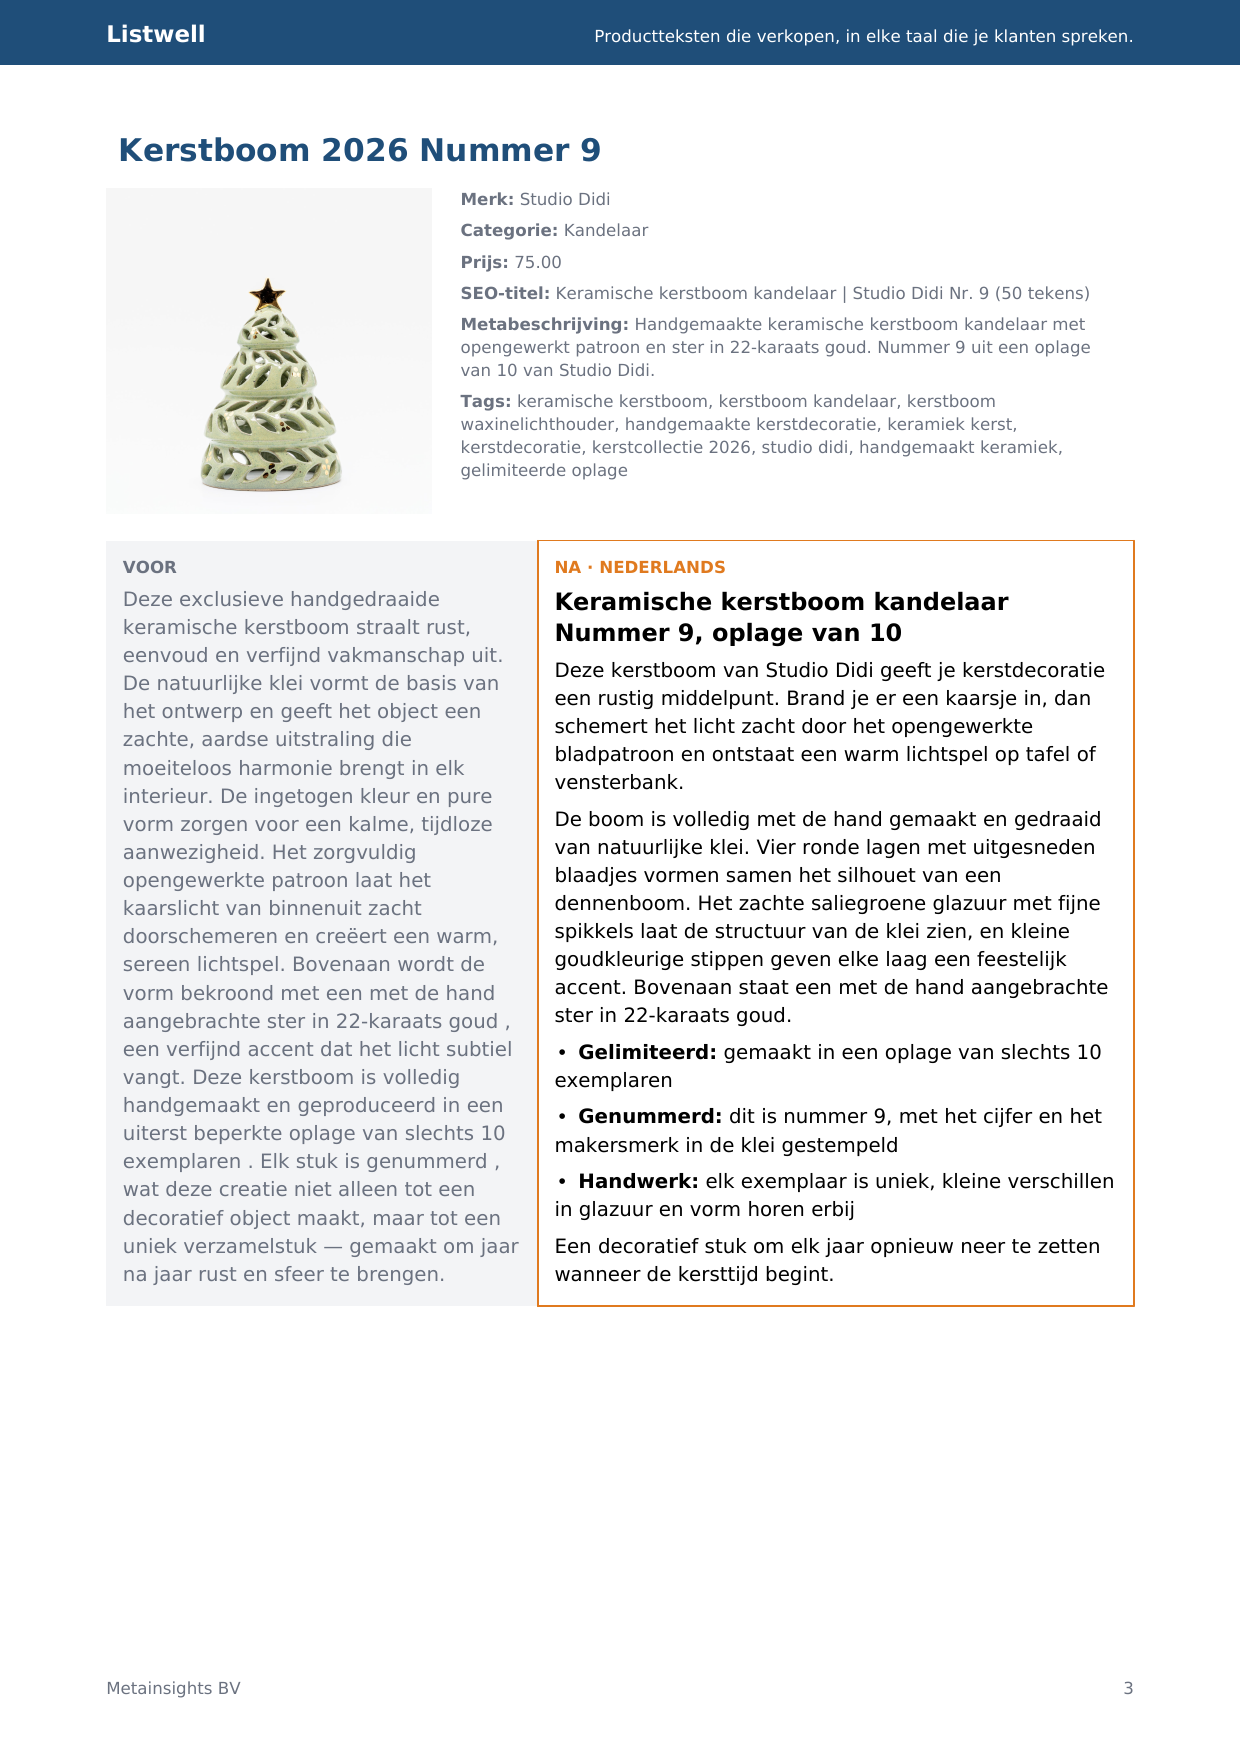 Listwell
Productteksten die verkopen, in elke taal die je klanten spreken.
Kerstboom 2026 Nummer 9
Merk: Studio Didi
Categorie: Kandelaar
Prijs: 75.00
SEO-titel: Keramische kerstboom kandelaar | Studio Didi Nr. 9 (50 tekens)
Metabeschrijving: Handgemaakte keramische kerstboom kandelaar met
opengewerkt patroon en ster in 22-karaats goud. Nummer 9 uit een oplage
van 10 van Studio Didi.
Tags: keramische kerstboom, kerstboom kandelaar, kerstboom
waxinelichthouder, handgemaakte kerstdecoratie, keramiek kerst,
kerstdecoratie, kerstcollectie 2026, studio didi, handgemaakt keramiek,
gelimiteerde oplage
VOOR
Deze exclusieve handgedraaide
keramische kerstboom straalt rust,
eenvoud en verfijnd vakmanschap uit.
De natuurlijke klei vormt de basis van
het ontwerp en geeft het object een
zachte, aardse uitstraling die
moeiteloos harmonie brengt in elk
interieur. De ingetogen kleur en pure
vorm zorgen voor een kalme, tijdloze
aanwezigheid. Het zorgvuldig
opengewerkte patroon laat het
kaarslicht van binnenuit zacht
doorschemeren en creëert een warm,
sereen lichtspel. Bovenaan wordt de
vorm bekroond met een met de hand
aangebrachte ster in 22-karaats goud ,
een verfijnd accent dat het licht subtiel
vangt. Deze kerstboom is volledig
handgemaakt en geproduceerd in een
uiterst beperkte oplage van slechts 10
exemplaren . Elk stuk is genummerd ,
wat deze creatie niet alleen tot een
decoratief object maakt, maar tot een
uniek verzamelstuk — gemaakt om jaar
na jaar rust en sfeer te brengen.
NA · NEDERLANDS
Keramische kerstboom kandelaar
Nummer 9, oplage van 10
Deze kerstboom van Studio Didi geeft je kerstdecoratie
een rustig middelpunt. Brand je er een kaarsje in, dan
schemert het licht zacht door het opengewerkte
bladpatroon en ontstaat een warm lichtspel op tafel of
vensterbank.
De boom is volledig met de hand gemaakt en gedraaid
van natuurlijke klei. Vier ronde lagen met uitgesneden
blaadjes vormen samen het silhouet van een
dennenboom. Het zachte saliegroene glazuur met fijne
spikkels laat de structuur van de klei zien, en kleine
goudkleurige stippen geven elke laag een feestelijk
accent. Bovenaan staat een met de hand aangebrachte
ster in 22-karaats goud.
• Gelimiteerd: gemaakt in een oplage van slechts 10
exemplaren
• Genummerd: dit is nummer 9, met het cijfer en het
makersmerk in de klei gestempeld
• Handwerk: elk exemplaar is uniek, kleine verschillen
in glazuur en vorm horen erbij
Een decoratief stuk om elk jaar opnieuw neer te zetten
wanneer de kersttijd begint.
Metainsights BV
3